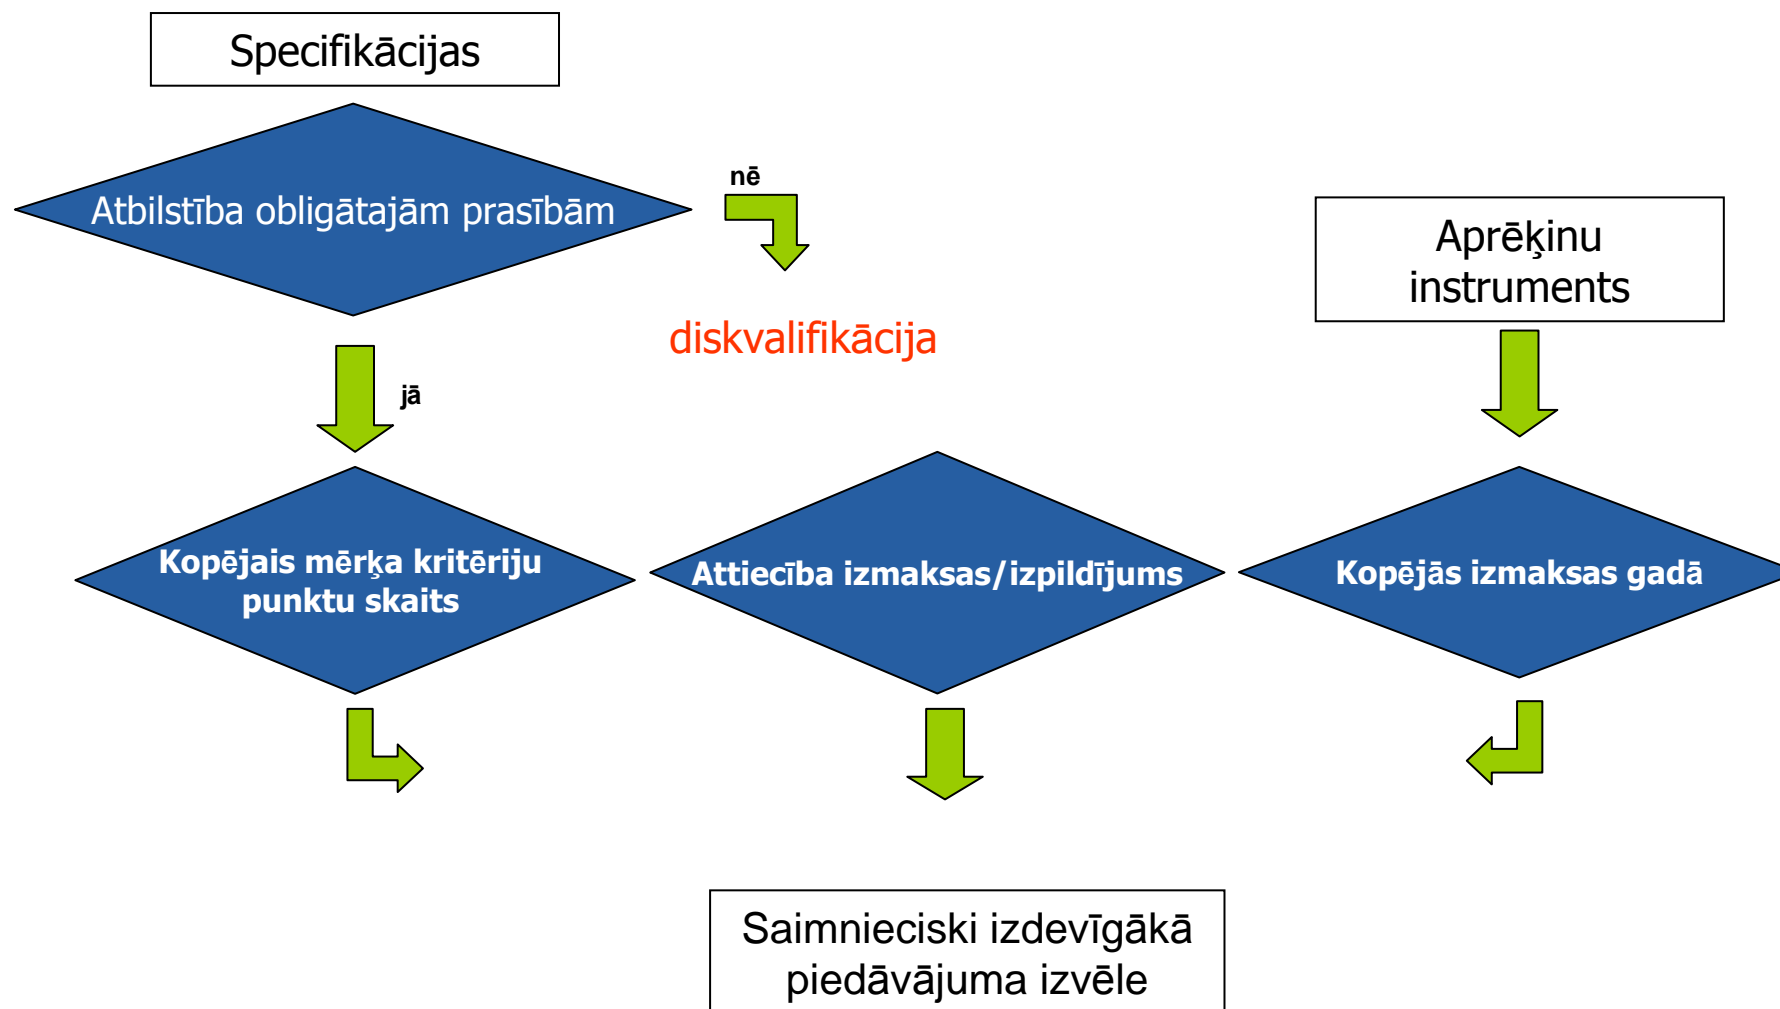 Specifikācijas
Atbilstība obligātajām prasībām
nē
diskvalifikācija
jā
Aprēķinu
instruments
Kopējais mērķa kritēriju
punktu skaits
Attiecība izmaksas/izpildījums
Kopējās izmaksas gadā
Saimnieciski izdevīgākā
piedāvājuma izvēle